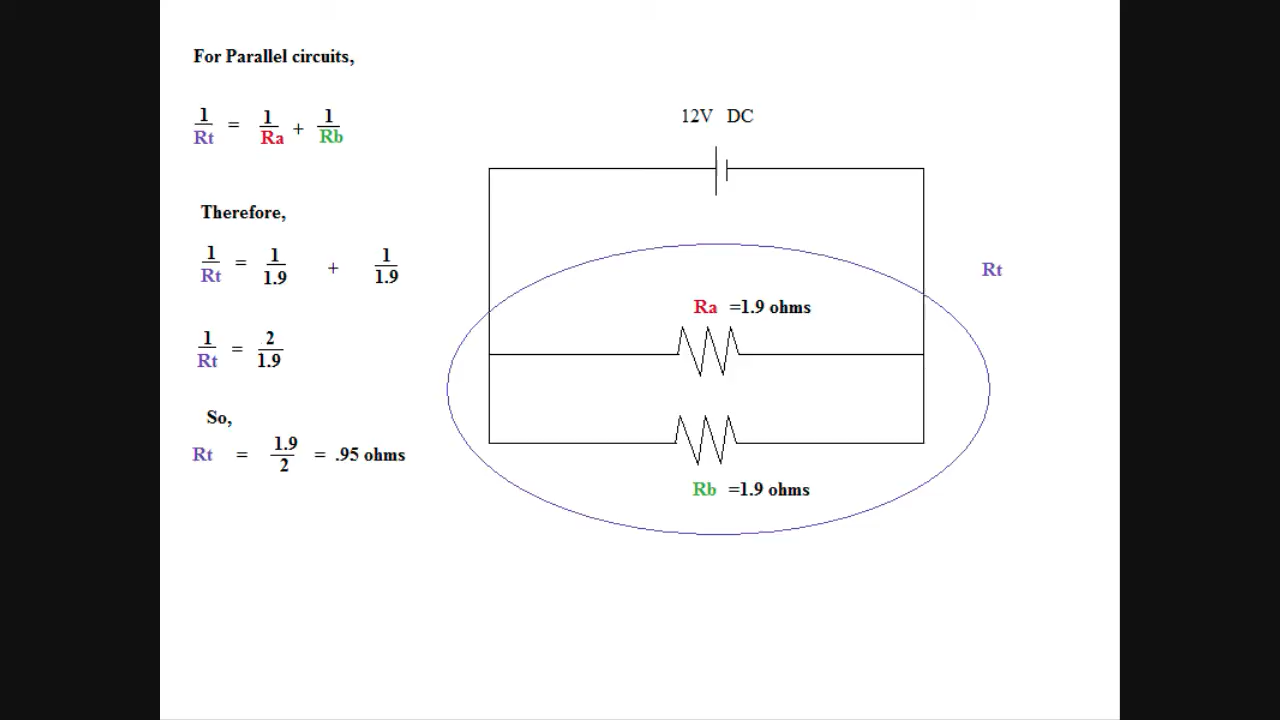 For Parallel circuits,
1/Rt = 1/Ra + 1/Rb
Therefore,
1/Rt = 1/1.9 + 1/1.9
1/Rt = 2/1.9
So,
Rt = 1.9/2 = .95 ohms
12V DC
Rt
Ra =1.9 ohms
Rb =1.9 ohms